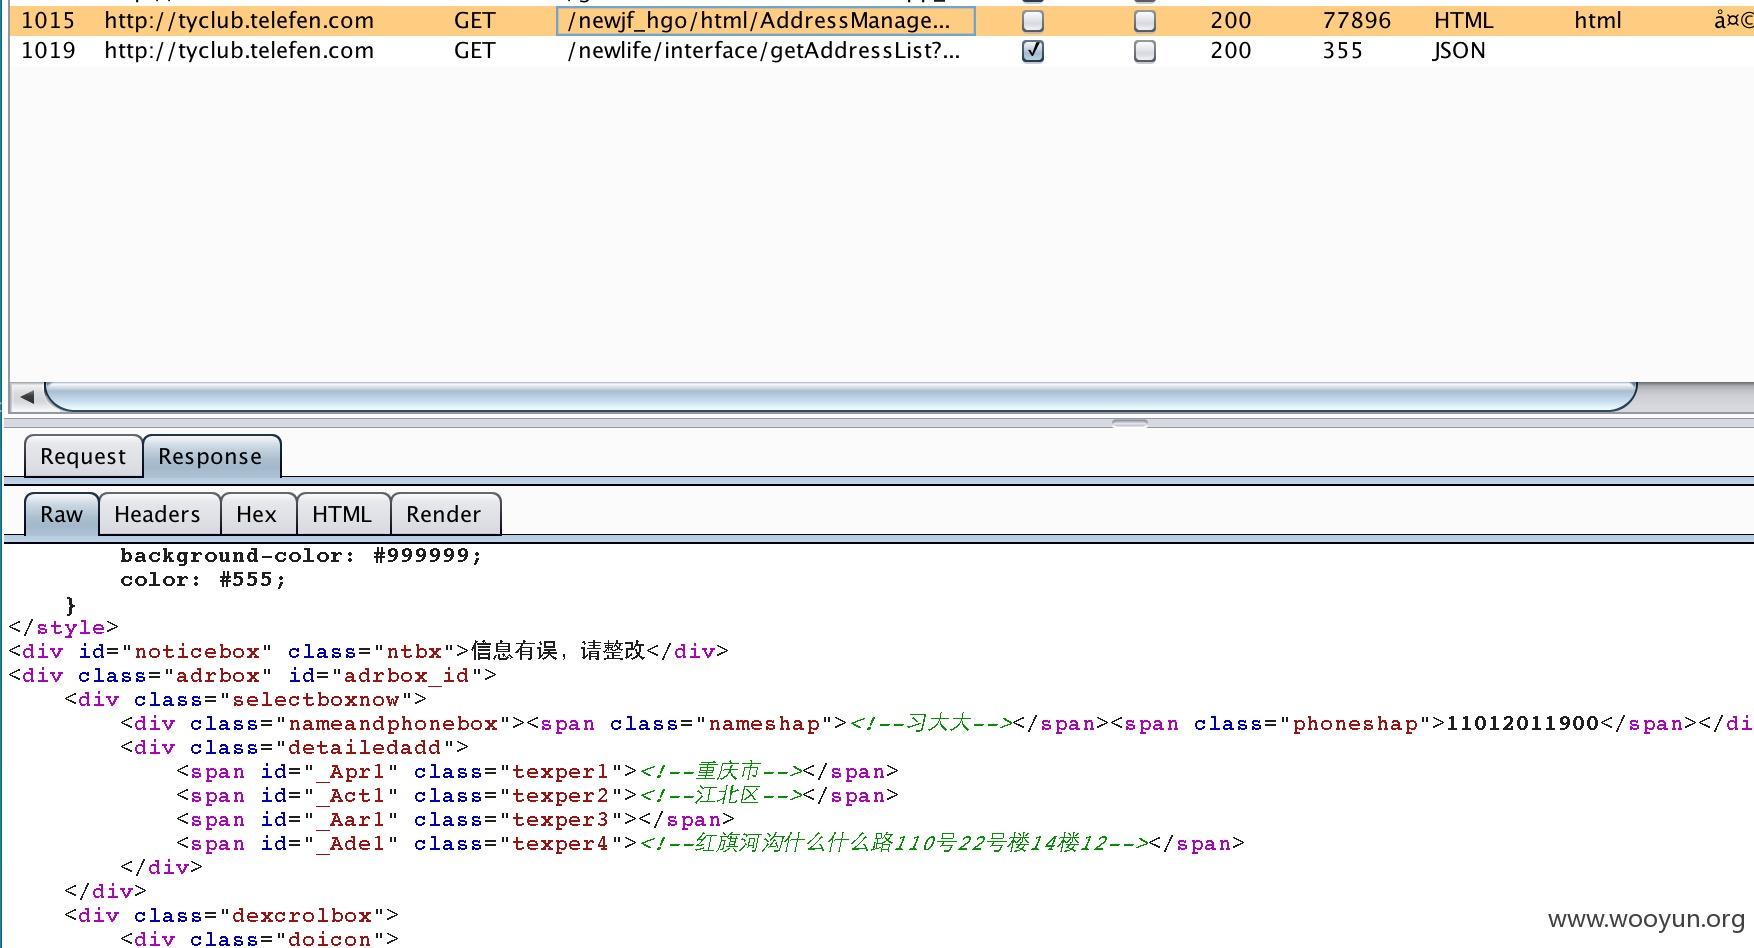 1015 http://tyclub.telefen.com GET /newjf_hgo/html/AddressManage... 200 77896 HTML html å¤©
1019 http://tyclub.telefen.com GET /newlife/interface/getAddressList?... 200 355 JSON
Request Response
Raw Headers Hex HTML Render
background-color: #999999;
color: #555;
}
</style>
<div id="noticebox" class="ntbx">信息有误，请整改</div>
<div class="adrbox" id="adrbox_id">
<div class="selectboxnow">
<div class="nameandphonebox"><span class="nameshap"><!--习大大--></span><span class="phoneshap">11012011900</span></di
<div class="detailedadd">
<span id="_Apr1" class="texper1"><!--重庆市--></span>
<span id="_Act1" class="texper2"><!--江北区--></span>
<span id="_Aar1" class="texper3"></span>
<span id="_Ade1" class="texper4"><!--红旗河沟什么什么路110号22号楼14楼12--></span>
</div>
</div>
<div class="dexcrolbox">
<div class="doicon">
www.wooyun.org